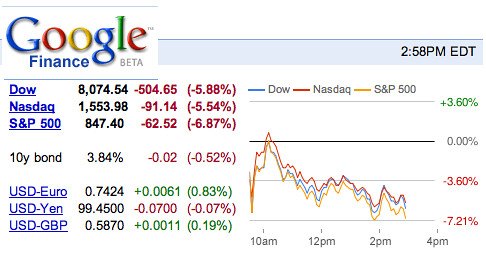 Google™
Finance BETA
2:58PM EDT
Dow 8,074.54 -504.65 (-5.88%)
Nasdaq 1,553.98 -91.14 (-5.54%)
S&P 500 847.40 -62.52 (-6.87%)
10y bond 3.84% -0.02 (-0.52%)
USD-Euro 0.7424 +0.0061 (0.83%)
USD-Yen 99.4500 -0.0700 (-0.07%)
USD-GBP 0.5870 +0.0011 (0.19%)
Dow Nasdaq S&P 500
+3.60%
0.00%
-3.60%
-7.21%
10am 12pm 2pm 4pm